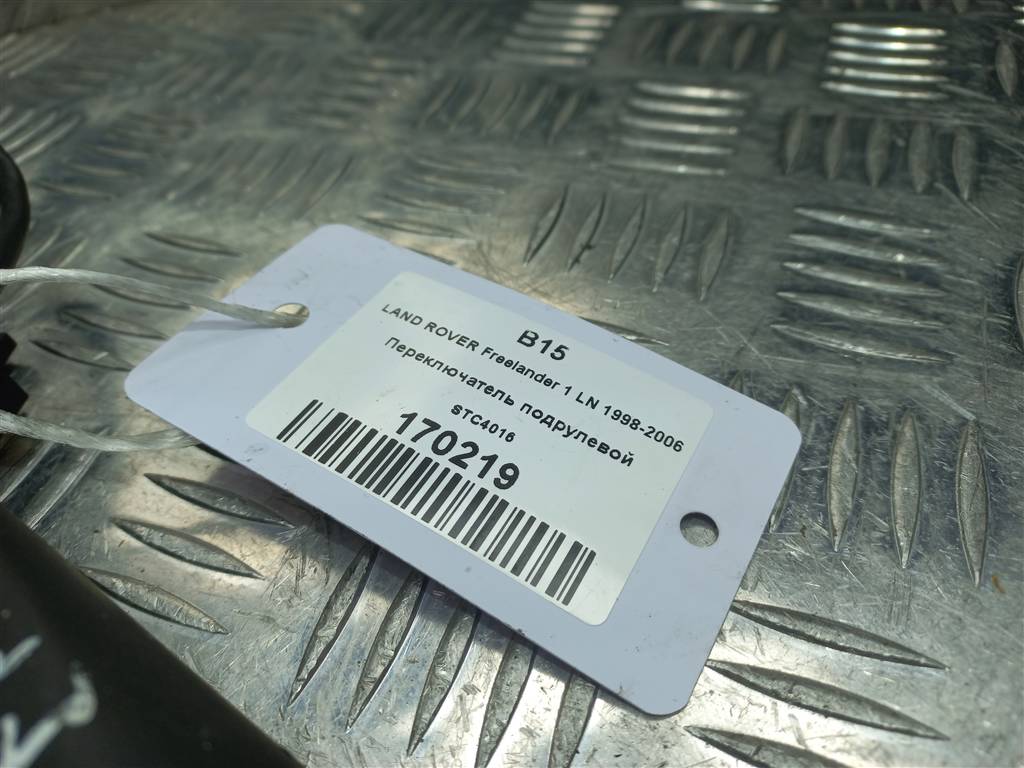 B15
LAND ROVER Freelander 1 LN 1998-2006
Переключатель подрулевой
STC4016
170219